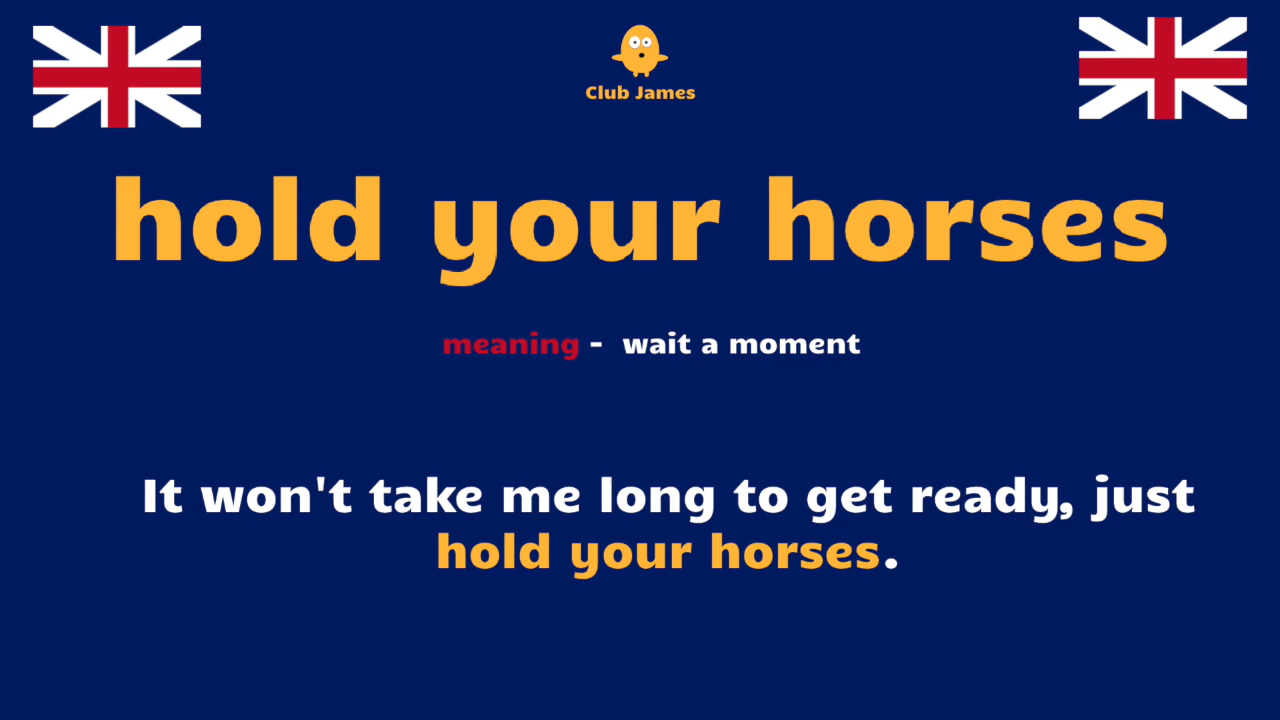 Club James
hold your horses
meaning - wait a moment
It won't take me long to get ready, just
hold your horses.